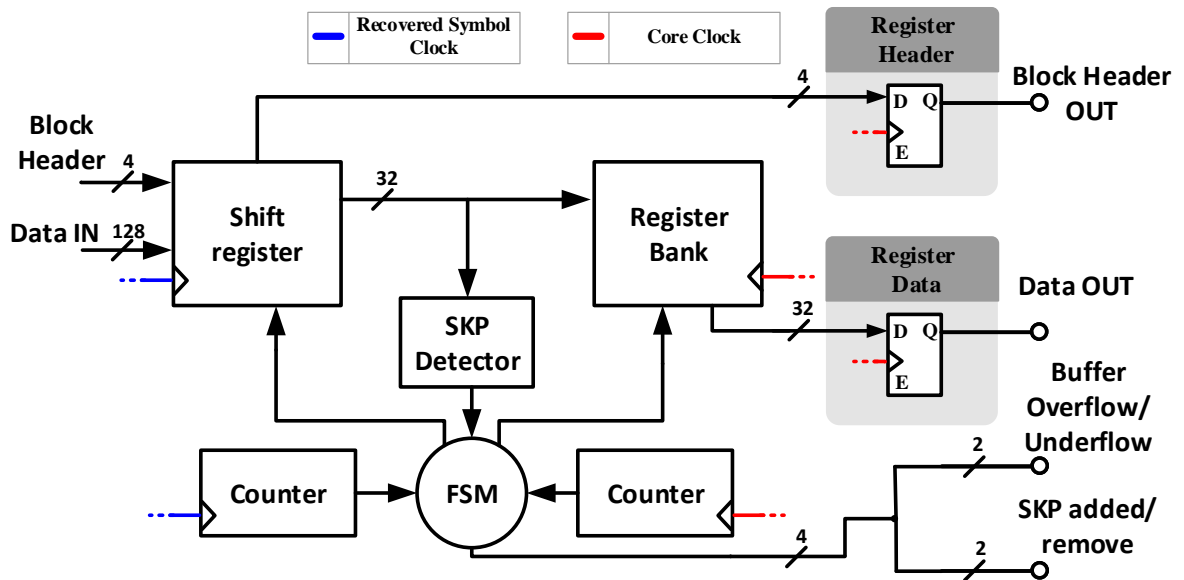 Recovered Symbol
Clock
Core Clock
Register
Header
4
D Q
E
Block Header
OUT
Block
Header
4
Data IN
128
Shift
register
32
Register
Bank
SKP
Detector
Register
Data
32
D Q
E
Data OUT
Buffer
Overflow/
Underflow
2
Counter
FSM
Counter
4
SKP added/
remove
2